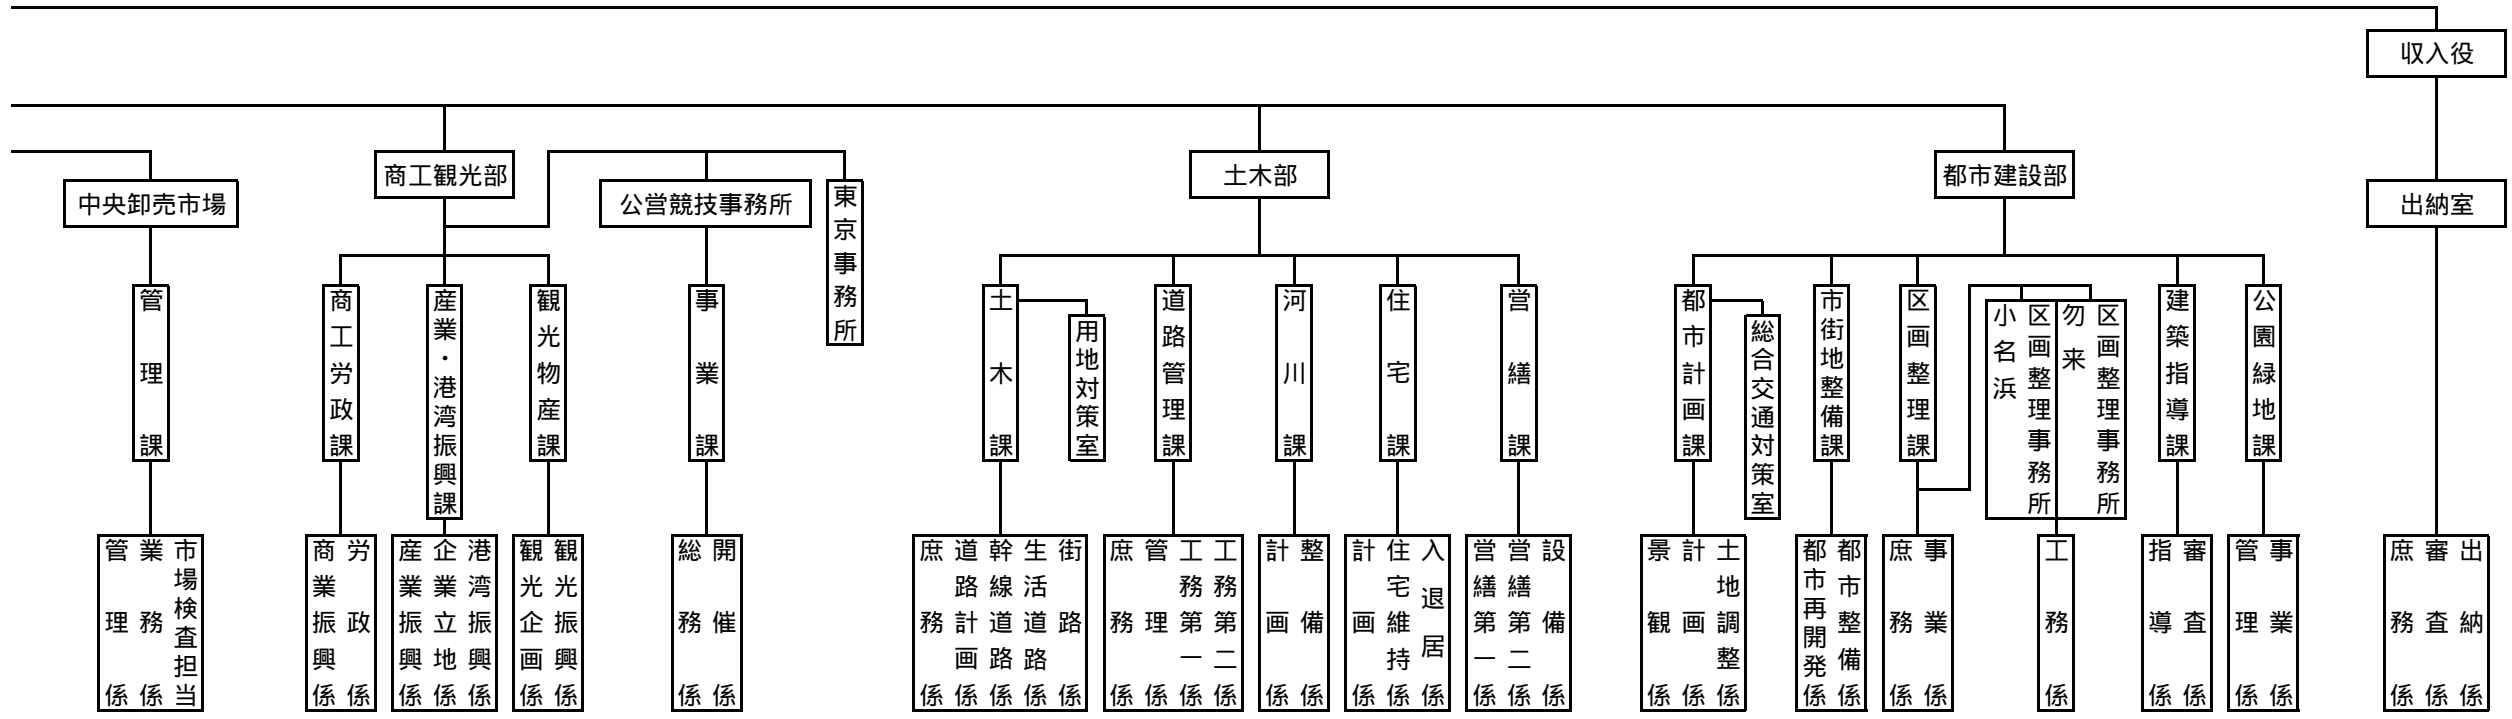 収入役
商工観光部
土木部
都市建設部
中央卸売市場
公営競技事務所
東京事務所
出納室
管理課
商工労政課
産業・港湾振興課
観光物産課
事業課
土木課
用地対策室
道路管理課
河川課
住宅課
営繕課
都市計画課
総合交通対策室
市街地整備課
区画整理課
小名浜
区画整理事務所
勿来
区画整理事務所
建築指導課
公園緑地課
管理係
業務係
市場検査担当
商業振興係
労政係
産業振興係
企業立地係
港湾振興係
観光企画係
観光振興係
総務係
開催係
庶務係
道路計画係
幹線道路係
生活道路係
街路係
庶務係
管理係
工務第一係
工務第二係
計画係
整備係
計画係
住宅維持係
入退居係
営繕第一係
営繕第二係
設備係
景観係
計画係
土地調整係
都市再開発係
都市整備係
庶務係
事業係
工務係
指導係
審査係
管理係
事業係
庶務係
審査係
出納係